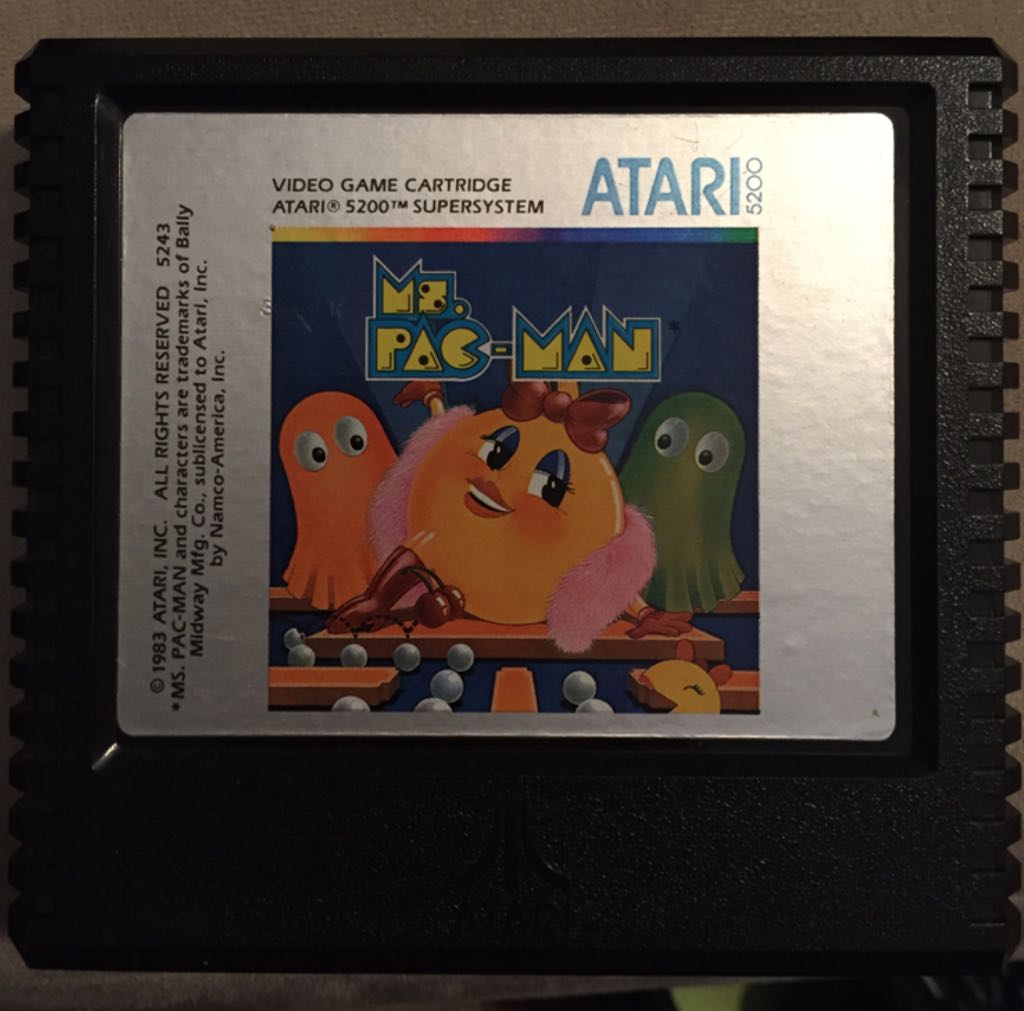 VIDEO GAME CARTRIDGE
ATARI® 5200™ SUPERSYSTEM
ATARI 5200
MS.
PAC-MAN*
© 1983 ATARI, INC. ALL RIGHTS RESERVED 5243
*MS. PAC-MAN and characters are trademarks of Bally
Midway Mfg. Co., sublicensed to Atari, Inc.
by Namco-America, Inc.
ATARI